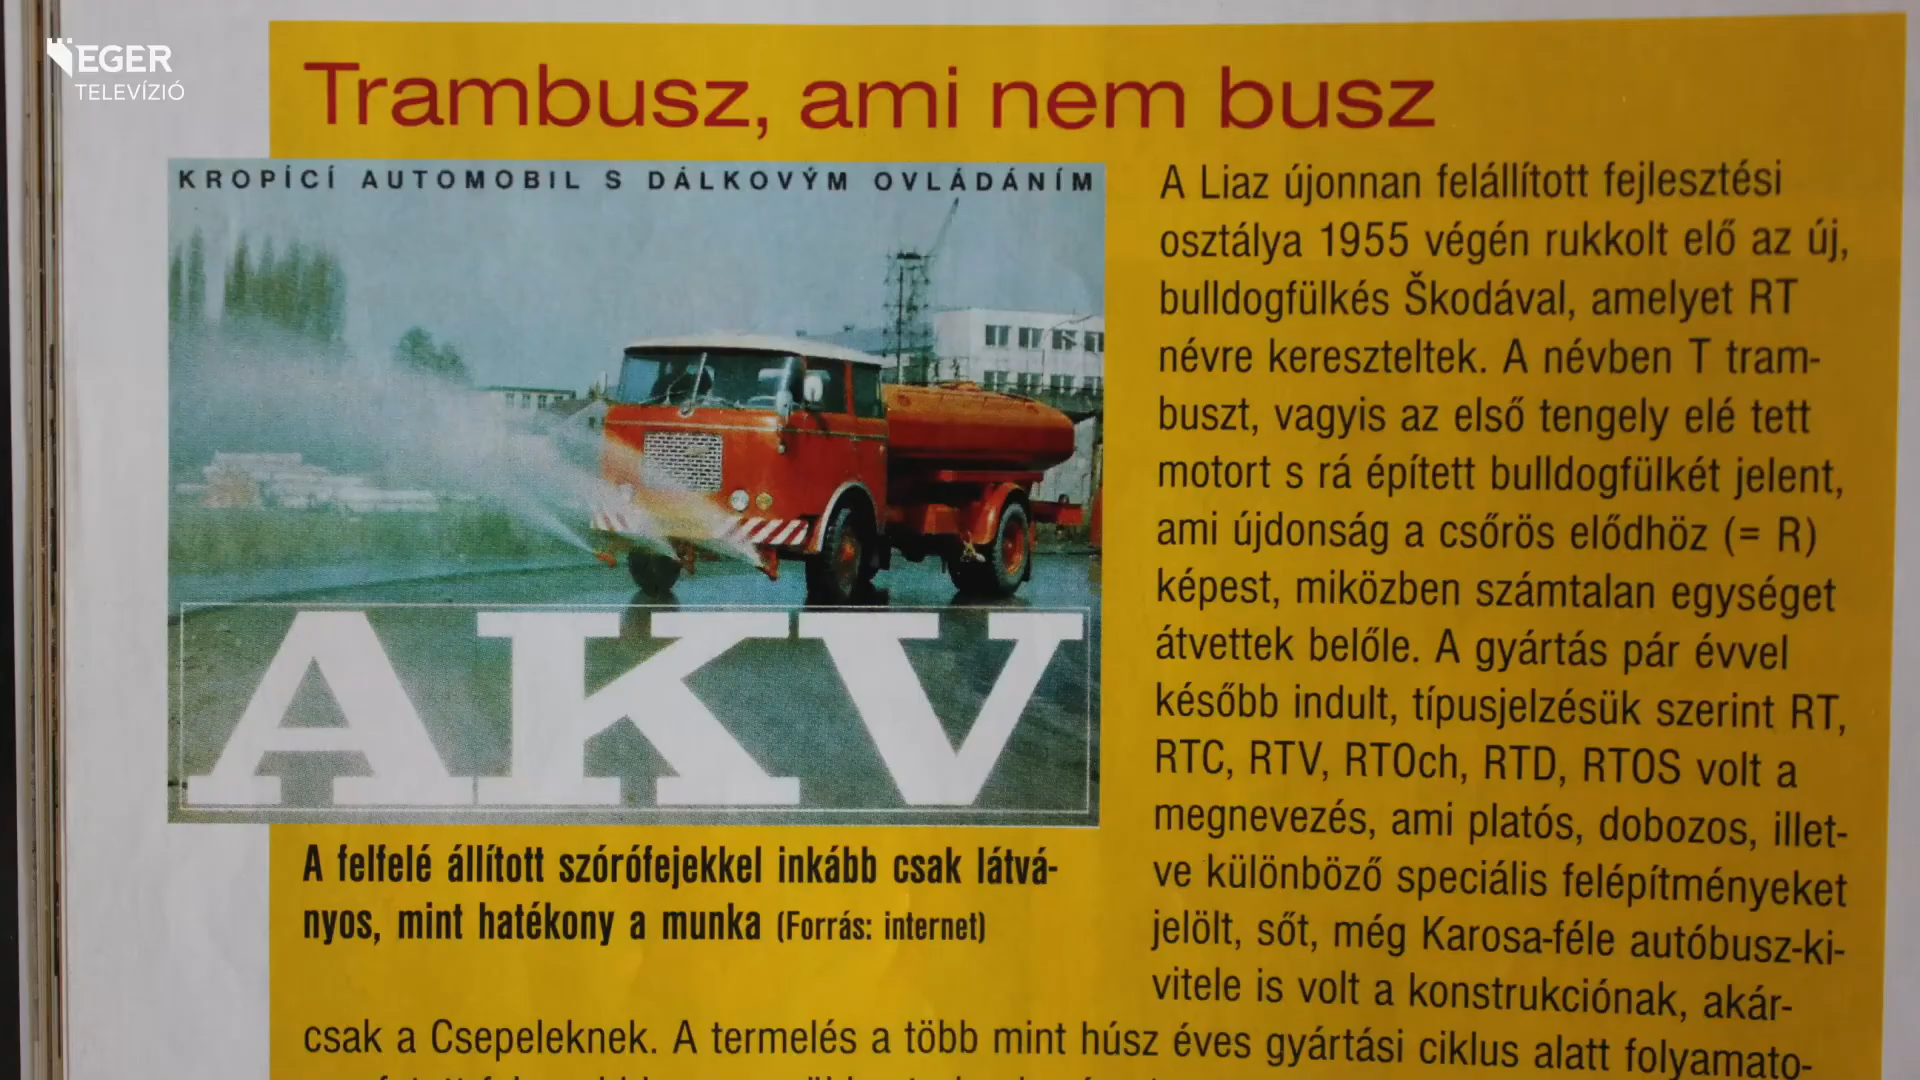 EGER
TELEVÍZIÓ
Trambusz, ami nem busz
KROPÍCÍ AUTOMOBIL S DÁLKOVÝM OVLÁDÁNÍM
AKV
A felfelé állított szórófejekkel inkább csak látvá-
nyos, mint hatékony a munka (Forrás: internet)
A Liaz újonnan felállított fejlesztési
osztálya 1955 végén rukkolt elő az új,
bulldogfülkés Škodával, amelyet RT
névre kereszteltek. A névben T tram-
buszt, vagyis az első tengely elé tett
motort s rá épített bulldogfülkét jelent,
ami újdonság a csőrös elődhöz (= R)
képest, miközben számtalan egységet
átvettek belőle. A gyártás pár évvel
később indult, típusjelzésük szerint RT,
RTC, RTV, RTOch, RTD, RTOS volt a
megnevezés, ami platós, dobozos, illet-
ve különböző speciális felépítményeket
jelölt, sőt, még Karosa-féle autóbusz-ki-
vitele is volt a konstrukciónak, akár-
csak a Csepeleknek. A termelés a több mint húsz éves gyártási ciklus alatt folyamato-